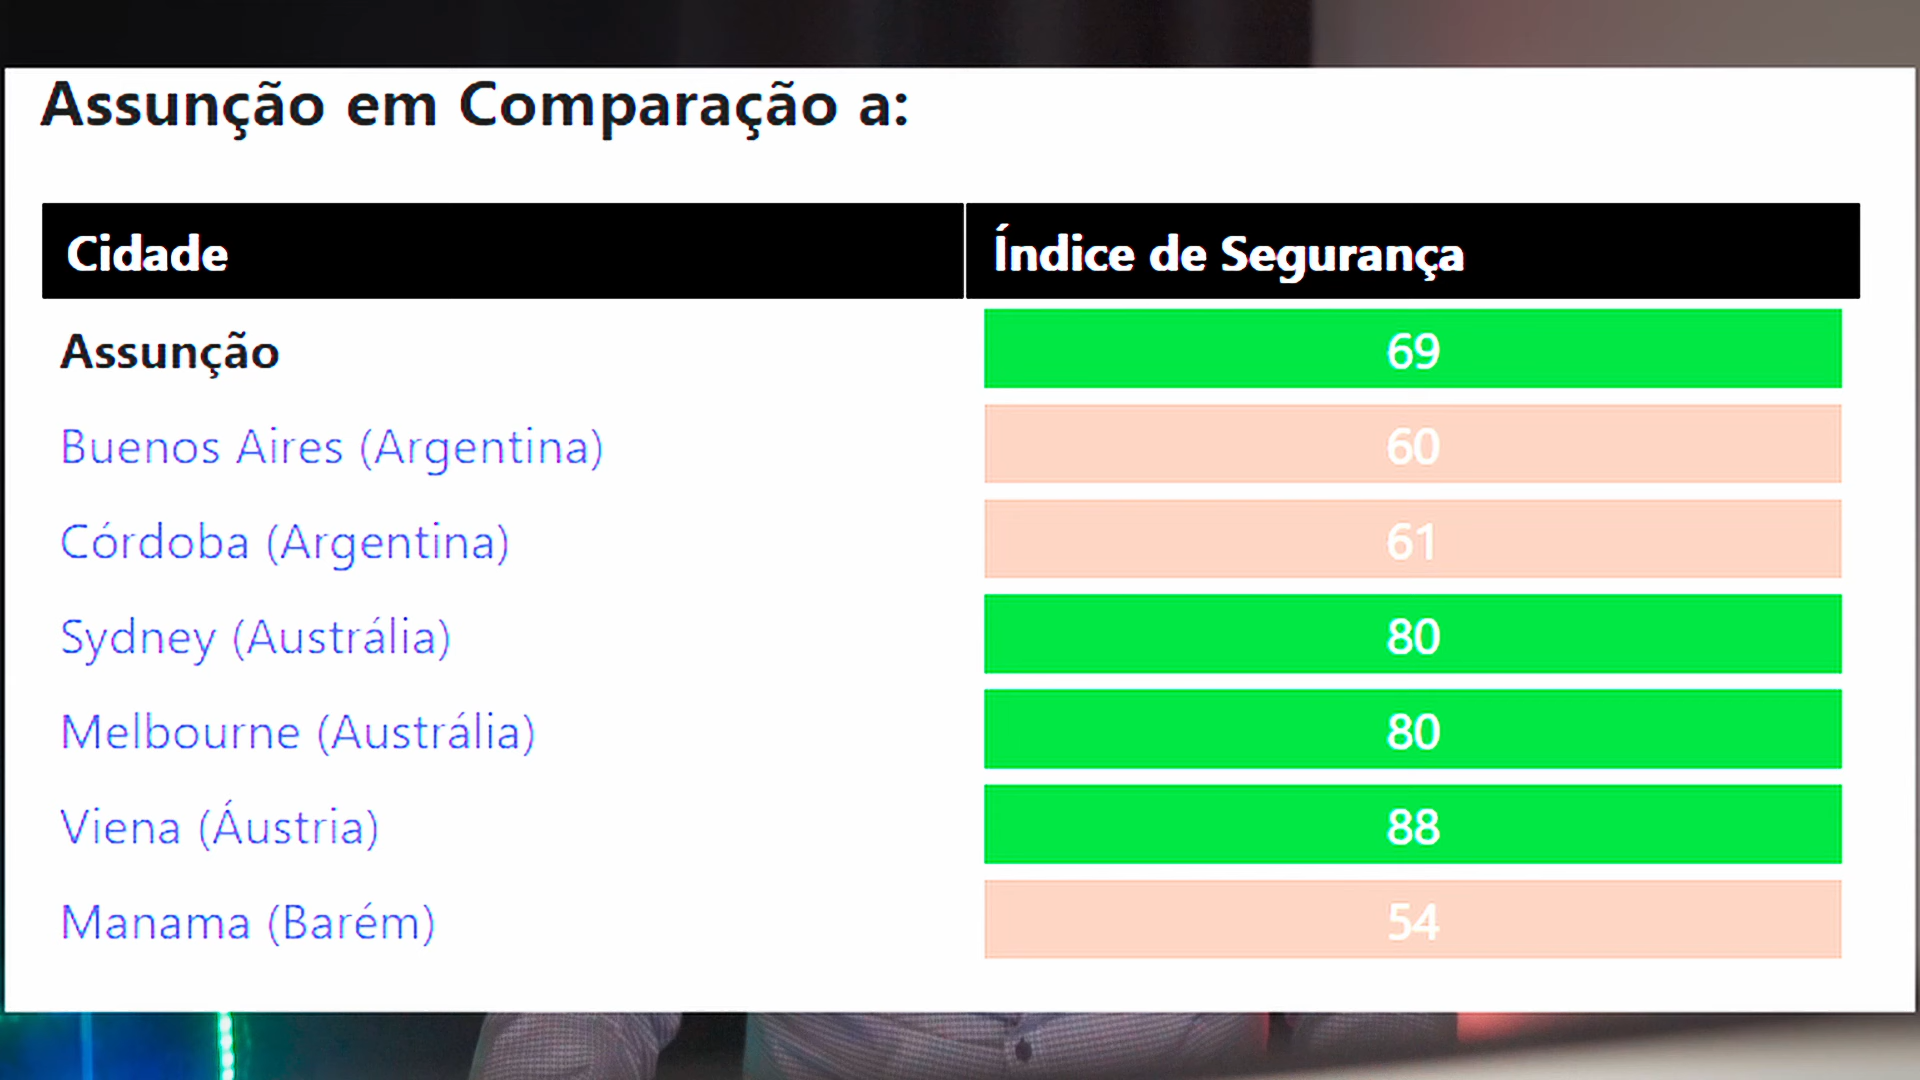 Assunção em Comparação a:
Cidade Índice de Segurança
Assunção 69
Buenos Aires (Argentina) 60
Córdoba (Argentina) 61
Sydney (Austrália) 80
Melbourne (Austrália) 80
Viena (Áustria) 88
Manama (Barém) 54